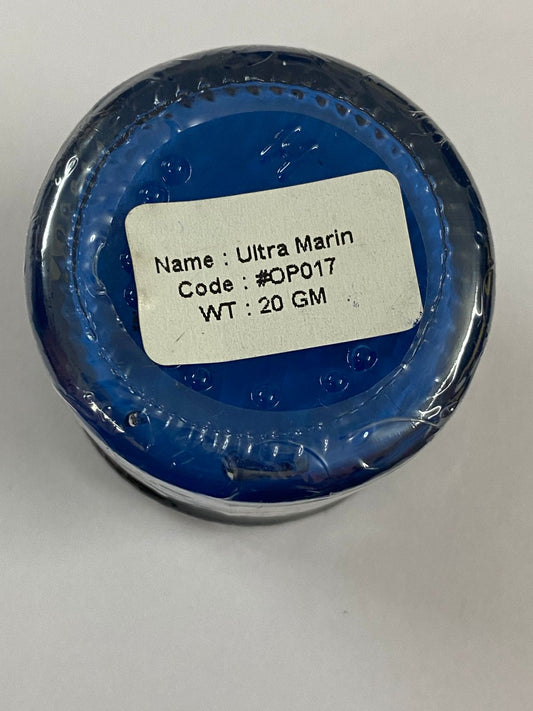 Name : Ultra Marin
Code : #OP017
WT : 20 GM